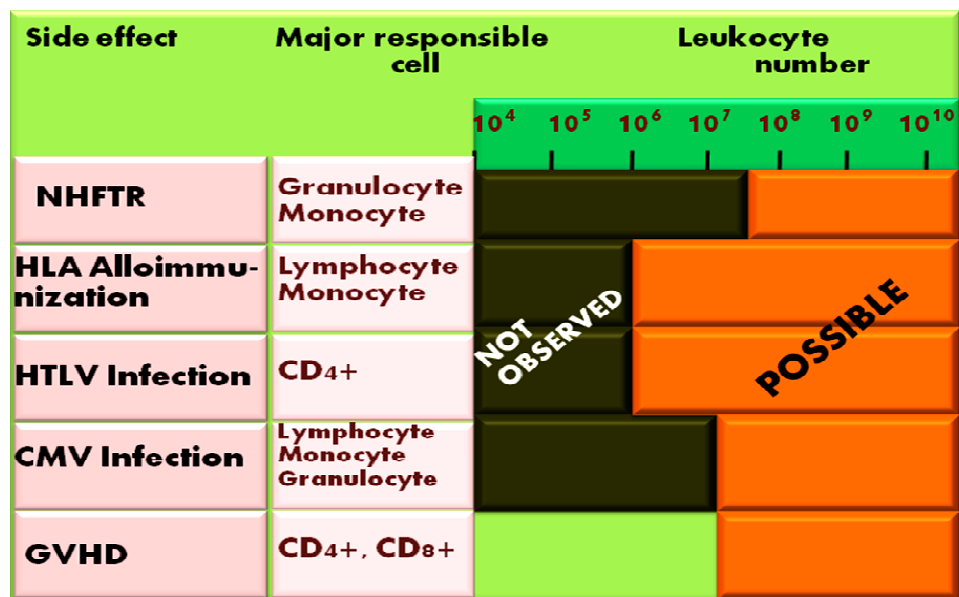 Side effect
Major responsible
cell
Leukocyte
number
10⁴ 10⁵ 10⁶ 10⁷ 10⁸ 10⁹ 10¹⁰
NHFTR
Granulocyte
Monocyte
HLA Alloimmu-
nization
Lymphocyte
Monocyte
NOT
OBSERVED
POSSIBLE
HTLV Infection
CD4+
CMV Infection
Lymphocyte
Monocyte
Granulocyte
GVHD
CD4+, CD8+